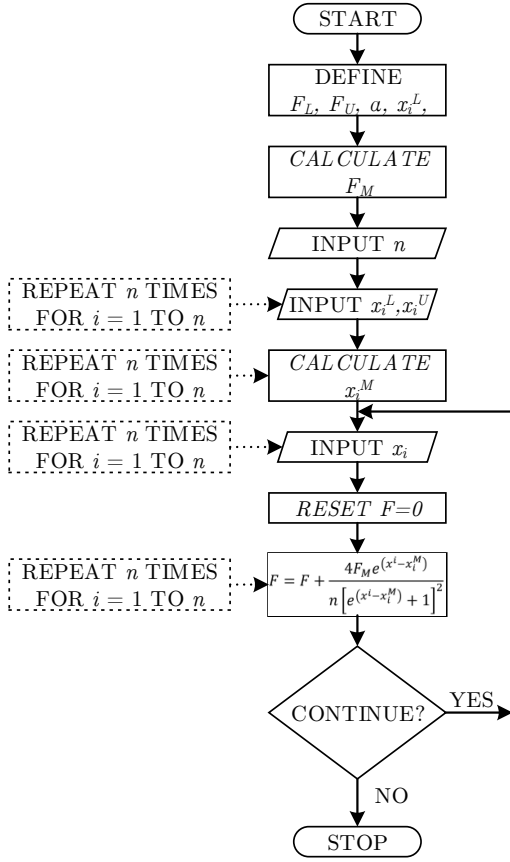 START
DEFINE
F_L, F_U, a, x_i^L,
CALCULATE
F_M
INPUT n
REPEAT n TIMES
FOR i = 1 TO n
INPUT x_i^L,x_i^U
REPEAT n TIMES
FOR i = 1 TO n
CALCULATE
x_i^M
REPEAT n TIMES
FOR i = 1 TO n
INPUT x_i
RESET F=0
REPEAT n TIMES
FOR i = 1 TO n
F = F + \frac{4F_M e^{(x^i - x_i^M)}}{n[e^{(x^i - x_i^M)} + 1]^2}
CONTINUE?
YES
NO
STOP